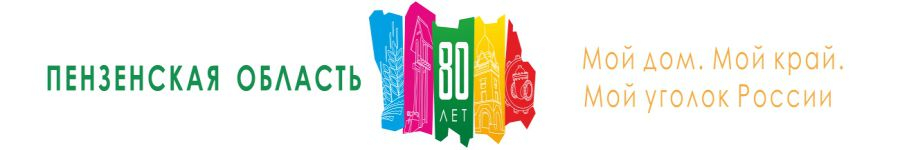 ПЕНЗЕНСКАЯ ОБЛАСТЬ
80
ЛЕТ
Мой дом. Мой край.
Мой уголок России